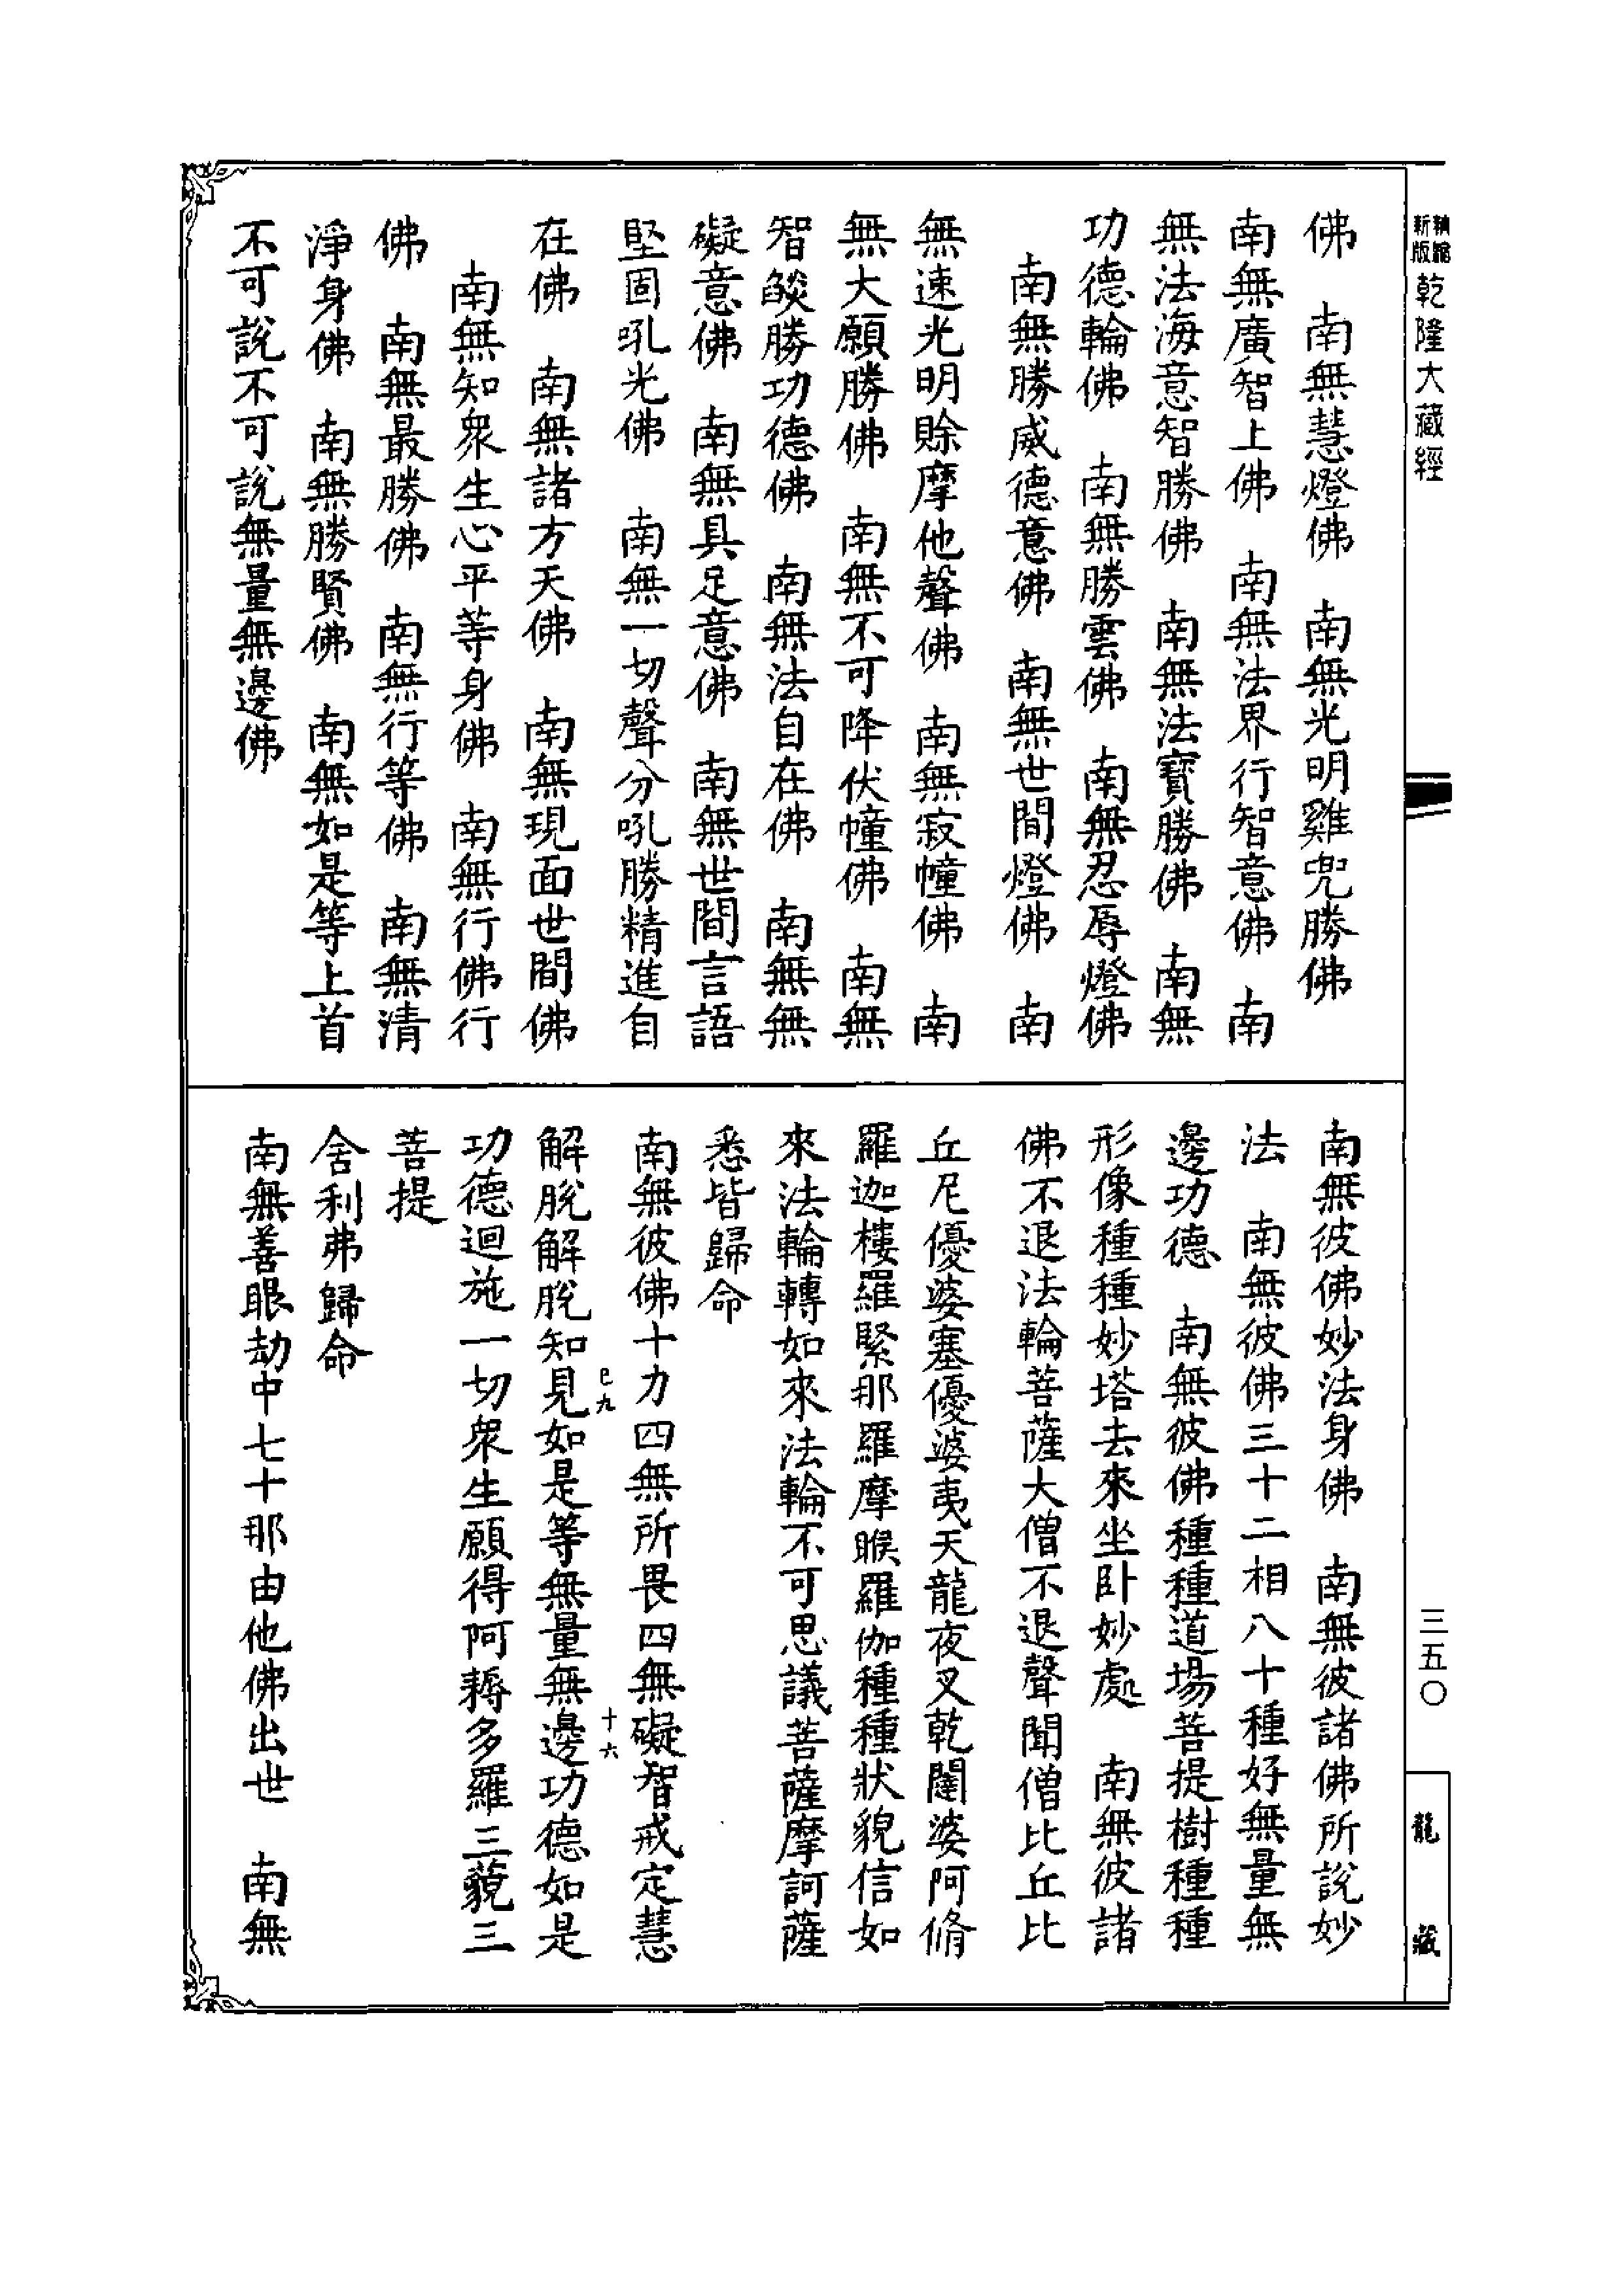 新版
精縮
乾隆大藏經
佛　南無慧燈佛　南無光明雞兜勝佛
南無廣智上佛　南無法界行智意佛　南
無法海意智勝佛　南無法寶勝佛　南無
功德輪佛　南無勝雲佛　南無忍辱燈佛
南無勝威德意佛　南無世間燈佛　南
無速光明賒摩他聲佛　南無寂幢佛　南
無大願勝佛　南無不可降伏幢佛　南無
智燄勝功德佛　南無法自在佛　南無無
礙意佛　南無具足意佛　南無世間言語
堅固吼光佛　南無一切聲分吼勝精進自
在佛　南無諸方天佛　南無現面世間佛
南無知衆生心平等身佛　南無行佛行
佛　南無最勝佛　南無行等佛　南無清
淨身佛　南無勝賢佛　南無如是等上首
不可說不可說無量無邊佛
南無彼佛妙法身佛　南無彼諸佛所說妙
法　南無彼佛三十二相八十種好無量無
邊功德　南無彼佛種種道場菩提樹種種
形像種種妙塔去來坐卧妙處　南無彼諸
佛不退法輪菩薩大僧不退聲聞僧比丘比
丘尼優婆塞優婆夷天龍夜叉乾闥婆阿脩
羅迦樓羅緊那羅摩睺羅伽種種狀貌信如
來法輪轉如來法輪不可思議菩薩摩訶薩
悉皆歸命
南無彼佛十力四無所畏四無礙智戒定慧
解脫解脫知見如是等無量無邊功德如是
功德迴施一切衆生願得阿耨多羅三藐三
菩提
舍利弗歸命
南無善眼劫中七十那由他佛出世　南無
已九
十六
三五〇
龍藏